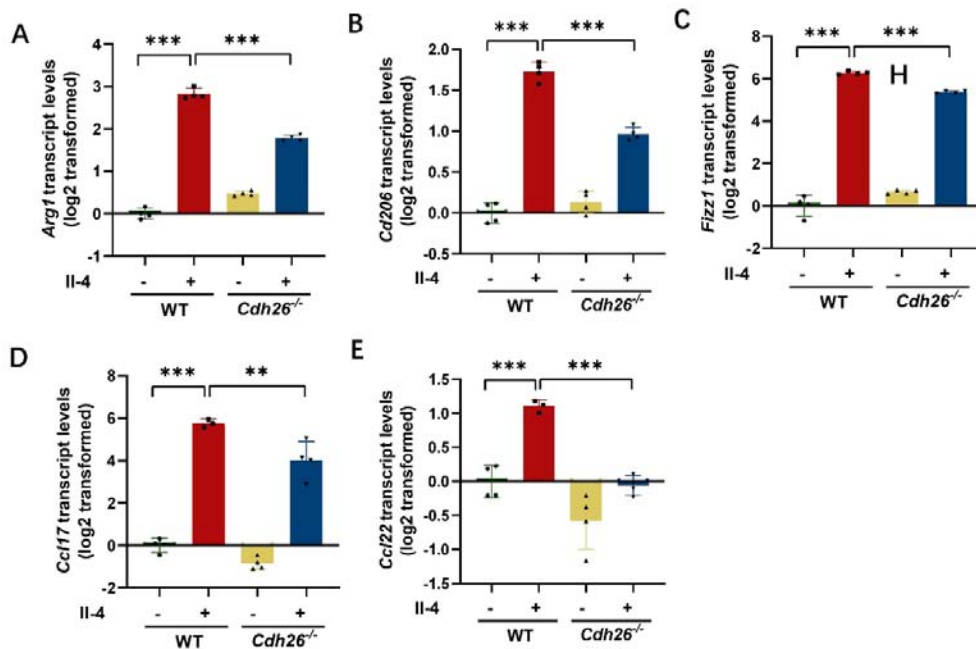 A
Arg1 transcript levels
(log2 transformed)
4
3
2
1
0
-1
*** ***
Il-4 - + - +
WT Cdh26-/-
B
Cd206 transcript levels
(log2 transformed)
2.0
1.5
1.0
0.5
0.0
-0.5
*** ***
- + - +
WT Cdh26-/-
C
Fizz1 transcript levels
(log2 transformed)
8
6
4
2
0
-2
*** ***
H
Il-4 - + - +
WT Cdh26-/-
D
Ccl17 transcript levels
(log2 transformed)
8
6
4
2
0
-2
*** **
Il-4 - + - +
WT Cdh26-/-
E
Ccl22 transcript levels
(log2 transformed)
1.5
1.0
0.5
0.0
-0.5
-1.0
-1.5
*** ***
Il-4 - + - +
WT Cdh26-/-